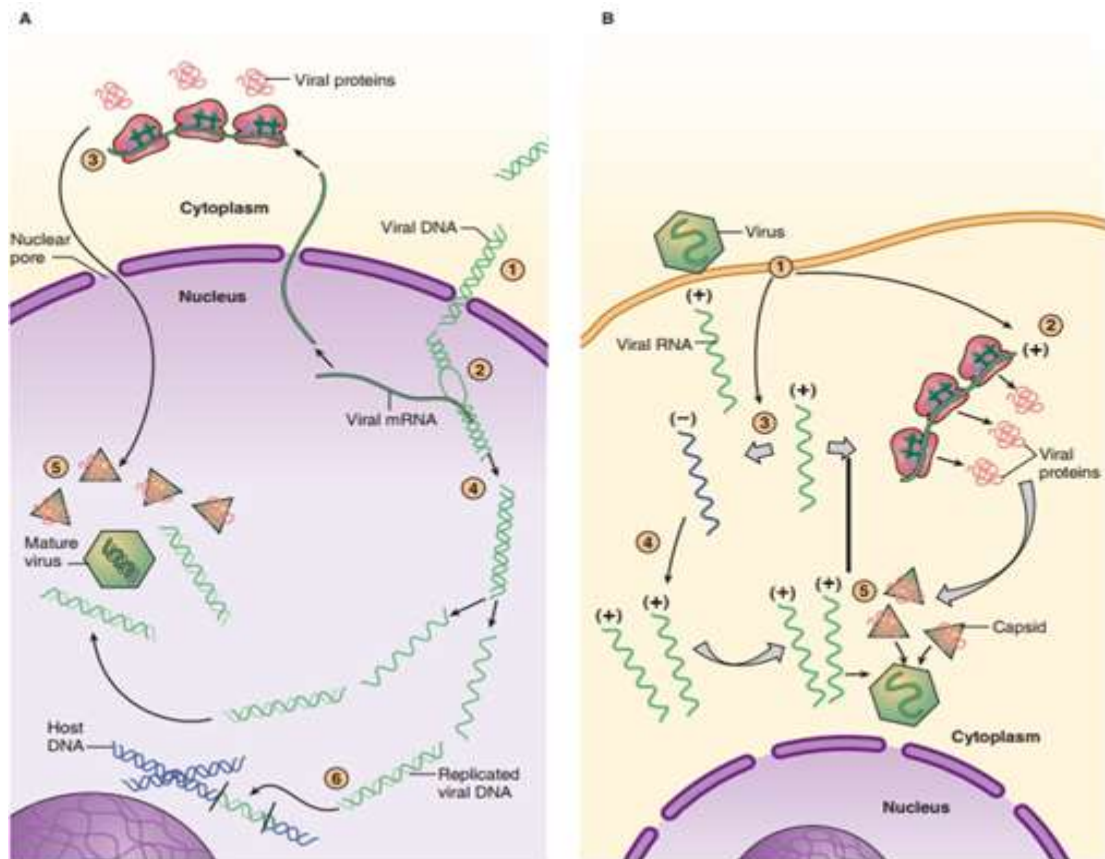 A
Viral proteins
3
Cytoplasm
Viral DNA
Nuclear
pore
1
Nucleus
2
Viral mRNA
5
4
Mature
virus
Host
DNA
6
Replicated
viral DNA
B
Virus
1
(+)
2
(+)
Viral RNA
(+)
3
(−)
Viral
proteins
4
(+)
(+)
(+)
(+)
5
Capsid
Cytoplasm
Nucleus